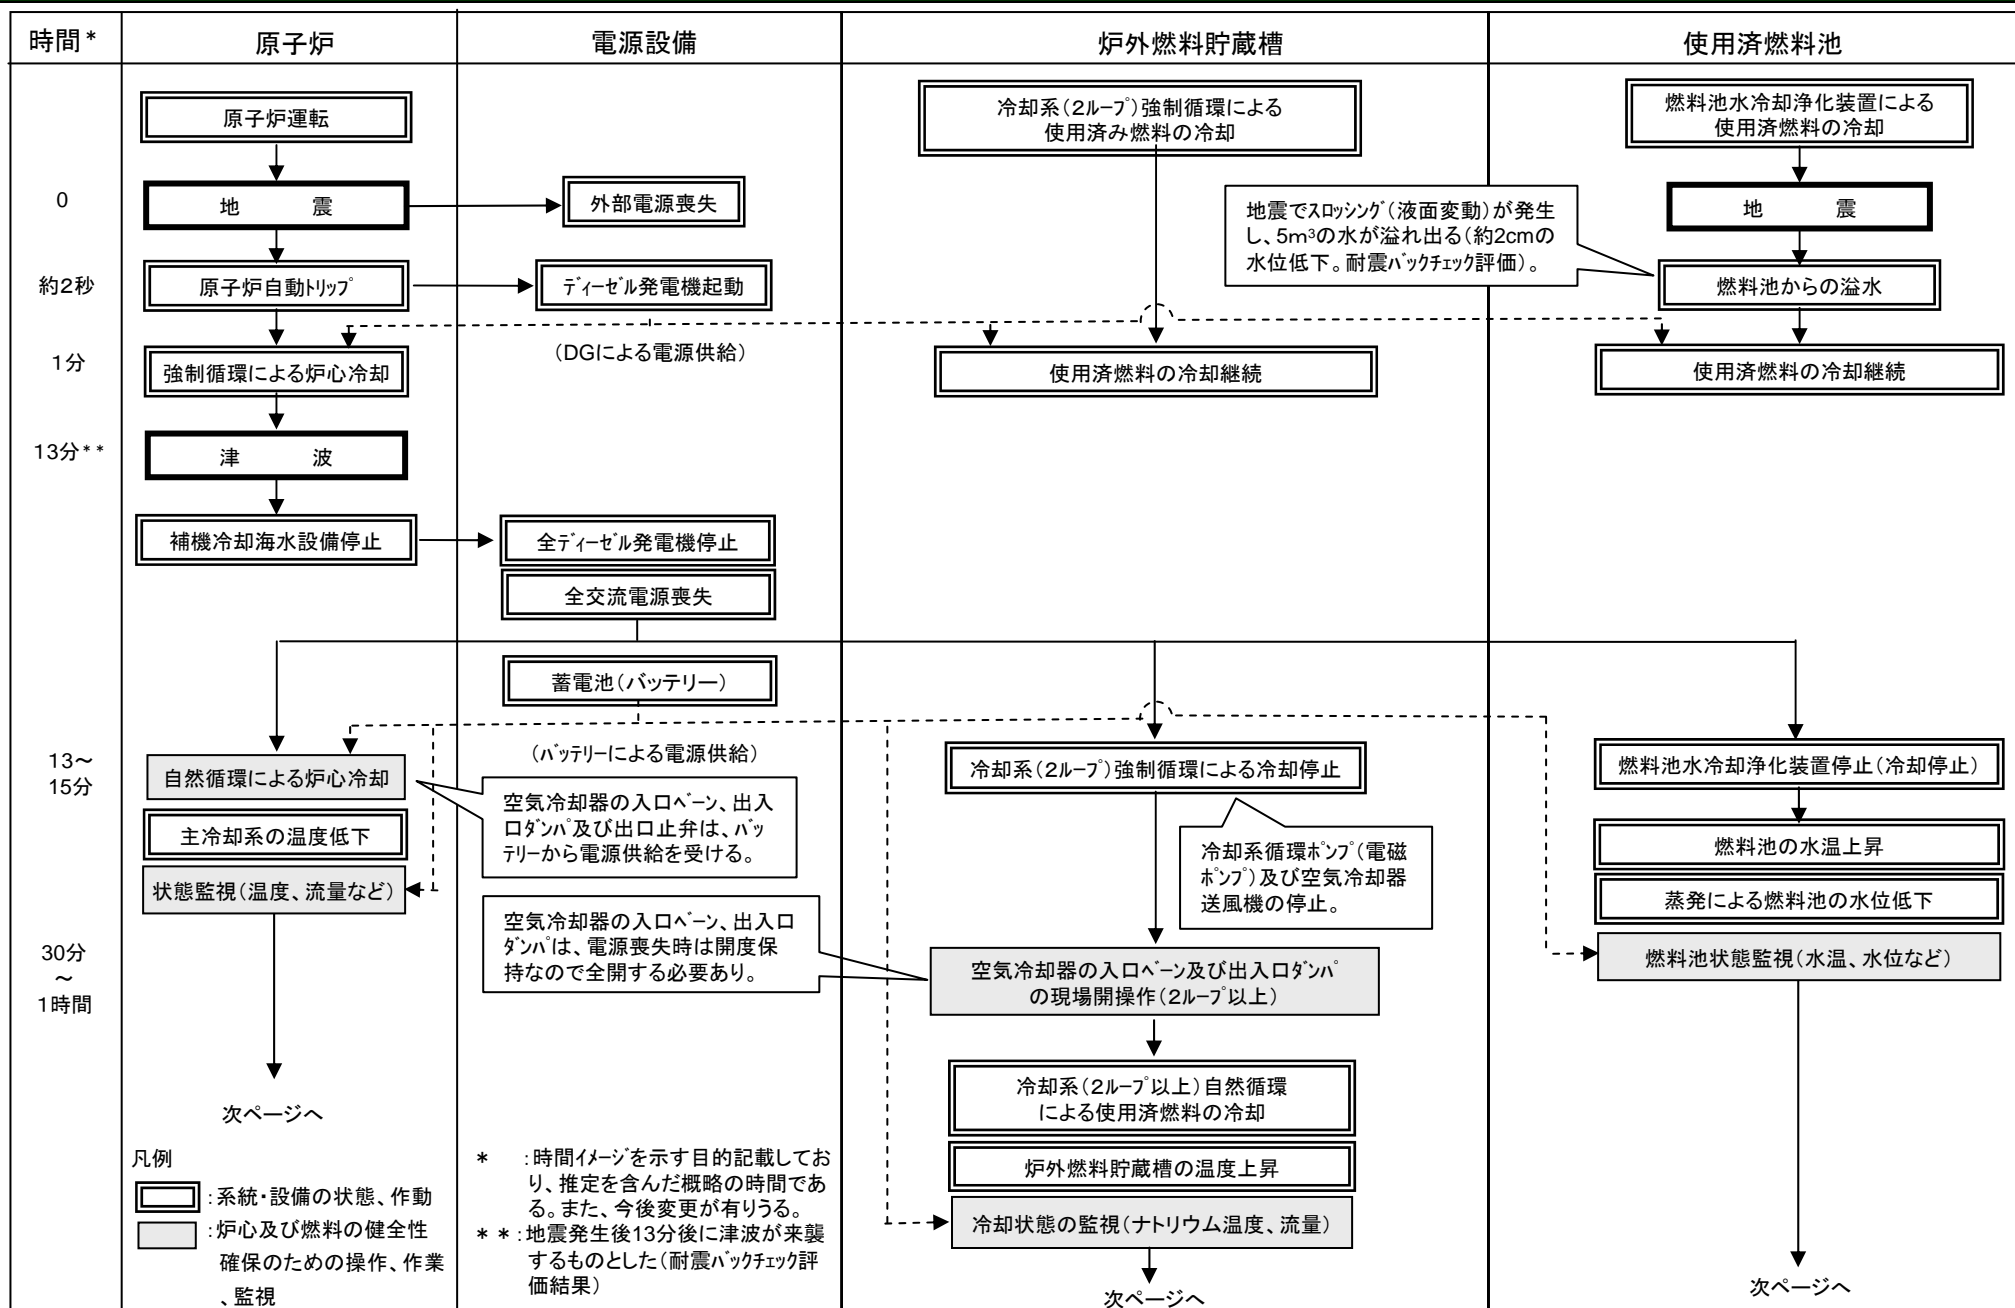 時間*
原子炉
電源設備
炉外燃料貯蔵槽
使用済燃料池
原子炉運転
冷却系(2ループ)強制循環による
使用済み燃料の冷却
燃料池水冷却浄化装置による
使用済燃料の冷却
0
地 震
外部電源喪失
地震でスロッシング(液面変動)が発生
し、5m³の水が溢れ出る(約2cmの
水位低下。耐震バックチェック評価)。
地 震
約2秒
原子炉自動トリップ
ディーゼル発電機起動
燃料池からの溢水
1分
(DGによる電源供給)
強制循環による炉心冷却
使用済燃料の冷却継続
使用済燃料の冷却継続
13分**
津 波
補機冷却海水設備停止
全ディーゼル発電機停止
全交流電源喪失
蓄電池(バッテリー)
(バッテリーによる電源供給)
13~
15分
自然循環による炉心冷却
冷却系(2ループ)強制循環による冷却停止
燃料池水冷却浄化装置停止(冷却停止)
空気冷却器の入口ベーン、出入
口ダンパ及び出口止弁は、バッ
テリーから電源供給を受ける。
主冷却系の温度低下
冷却系循環ポンプ(電磁
ポンプ)及び空気冷却器
送風機の停止。
燃料池の水温上昇
状態監視(温度、流量など)
蒸発による燃料池の水位低下
空気冷却器の入口ベーン、出入口
ダンパは、電源喪失時は開度保
持なので全開する必要あり。
30分
~
1時間
空気冷却器の入口ベーン及び出入口ダンパ
の現場開操作(2ループ以上)
燃料池状態監視(水温、水位など)
冷却系(2ループ以上)自然循環
による使用済燃料の冷却
次ページへ
炉外燃料貯蔵槽の温度上昇
冷却状態の監視(ナトリウム温度、流量)
次ページへ
次ページへ
凡例
:系統・設備の状態、作動
:炉心及び燃料の健全性
確保のための操作、作業
、監視
* :時間イメージを示す目的記載してお
り、推定を含んだ概略の時間であ
る。また、今後変更が有りうる。
**:地震発生後13分後に津波が来襲
するものとした(耐震バックチェック評
価結果)